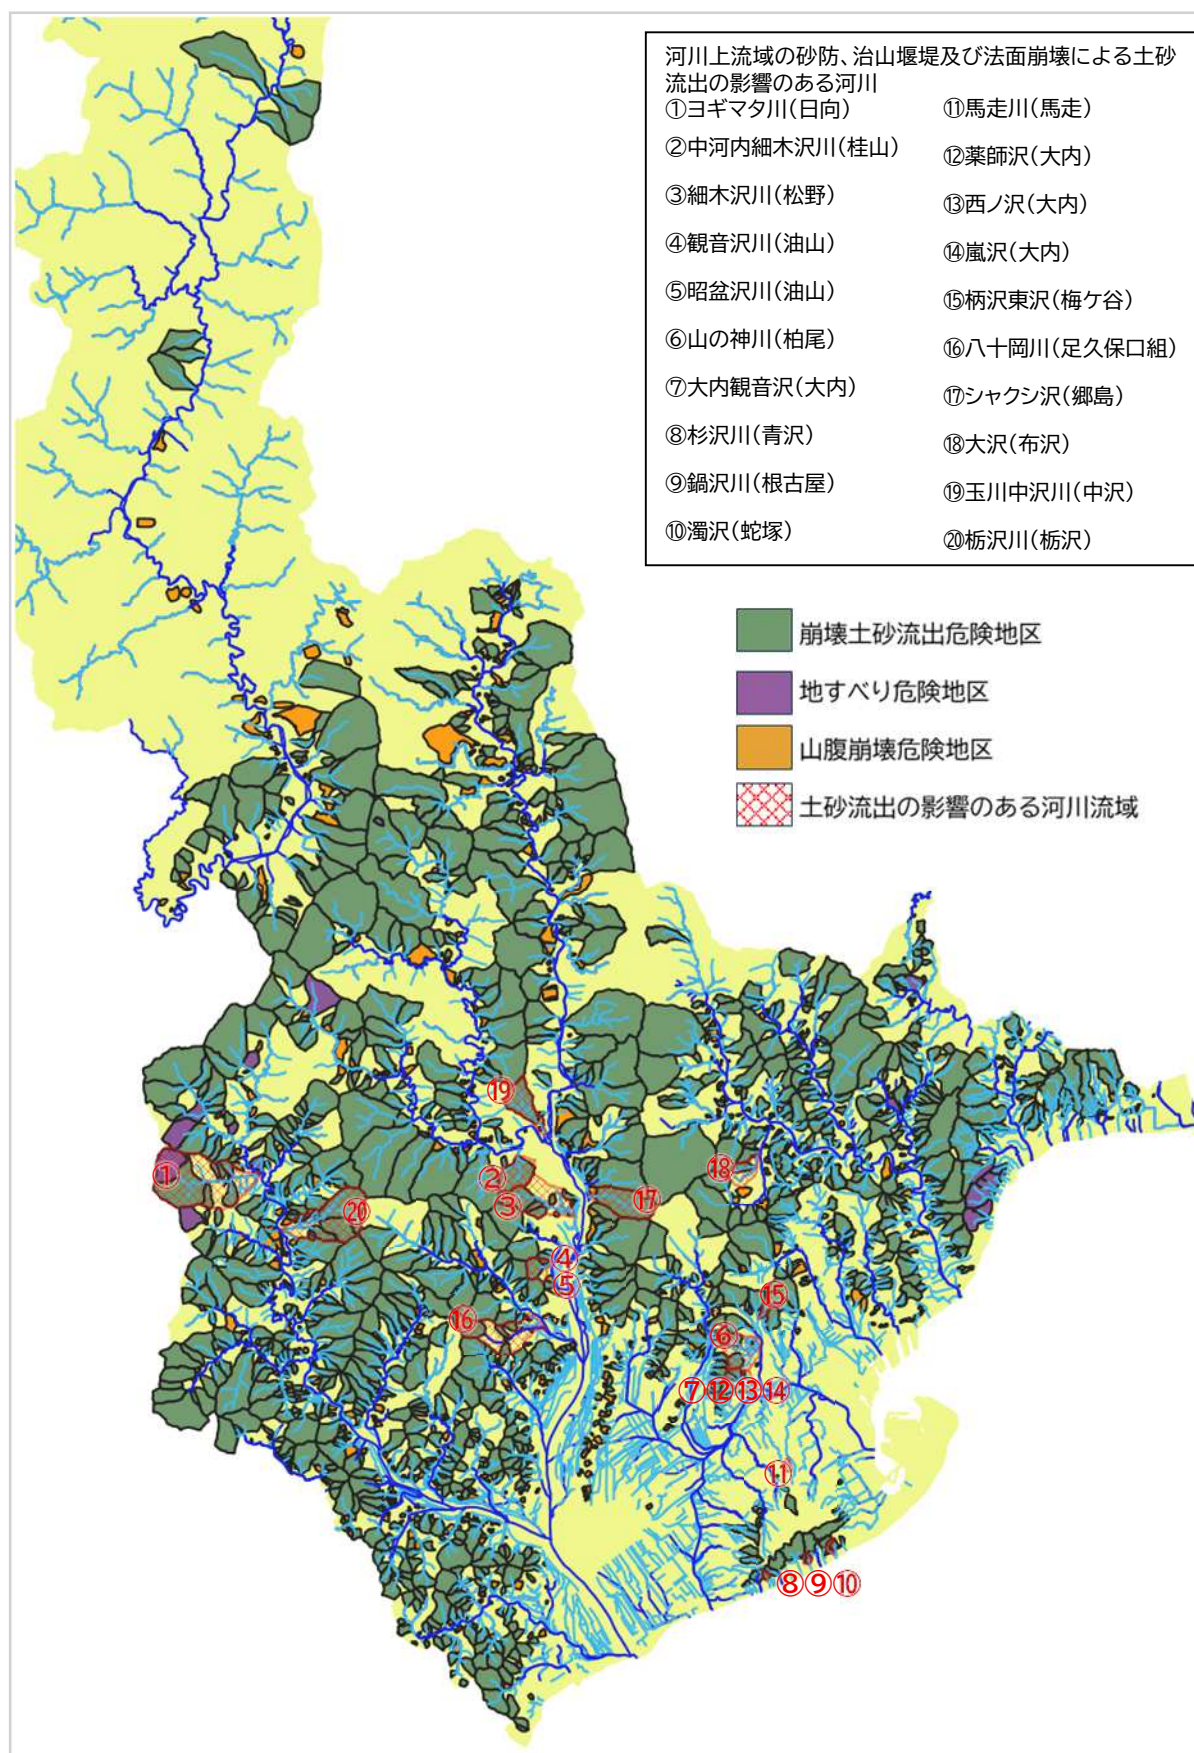 河川上流域の砂防、治山堰堤及び法面崩壊による土砂
流出の影響のある河川
①ヨギマタ川(日向)
②中河内細木沢川(桂山)
③細木沢川(松野)
④観音沢川(油山)
⑤昭盆沢川(油山)
⑥山の神川(柏尾)
⑦大内観音沢(大内)
⑧杉沢川(青沢)
⑨鍋沢川(根古屋)
⑩濁沢(蛇塚)
⑪馬走川(馬走)
⑫薬師沢(大内)
⑬西ノ沢(大内)
⑭嵐沢(大内)
⑮柄沢東沢(梅ケ谷)
⑯八十岡川(足久保口組)
⑰シャクシ沢(郷島)
⑱大沢(布沢)
⑲玉川中沢川(中沢)
⑳栃沢川(栃沢)
崩壊土砂流出危険地区
地すべり危険地区
山腹崩壊危険地区
土砂流出の影響のある河川流域
⑲
①
②
⑱
③
⑰
⑳
④
⑤
⑮
⑯
⑥
⑦⑫⑬⑭
⑪
⑧⑨⑩